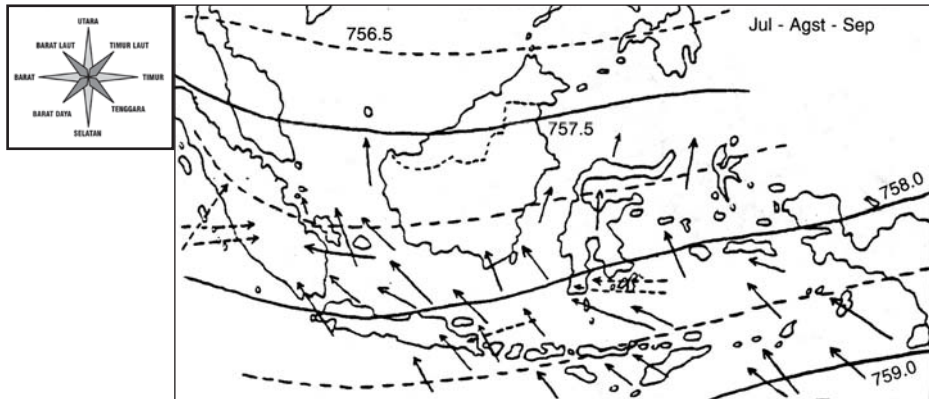 UTARA
BARAT LAUT
TIMUR LAUT
BARAT
TIMUR
BARAT DAYA
TENGGARA
SELATAN
756.5
Jul - Agst - Sep
757.5
758.0
759.0